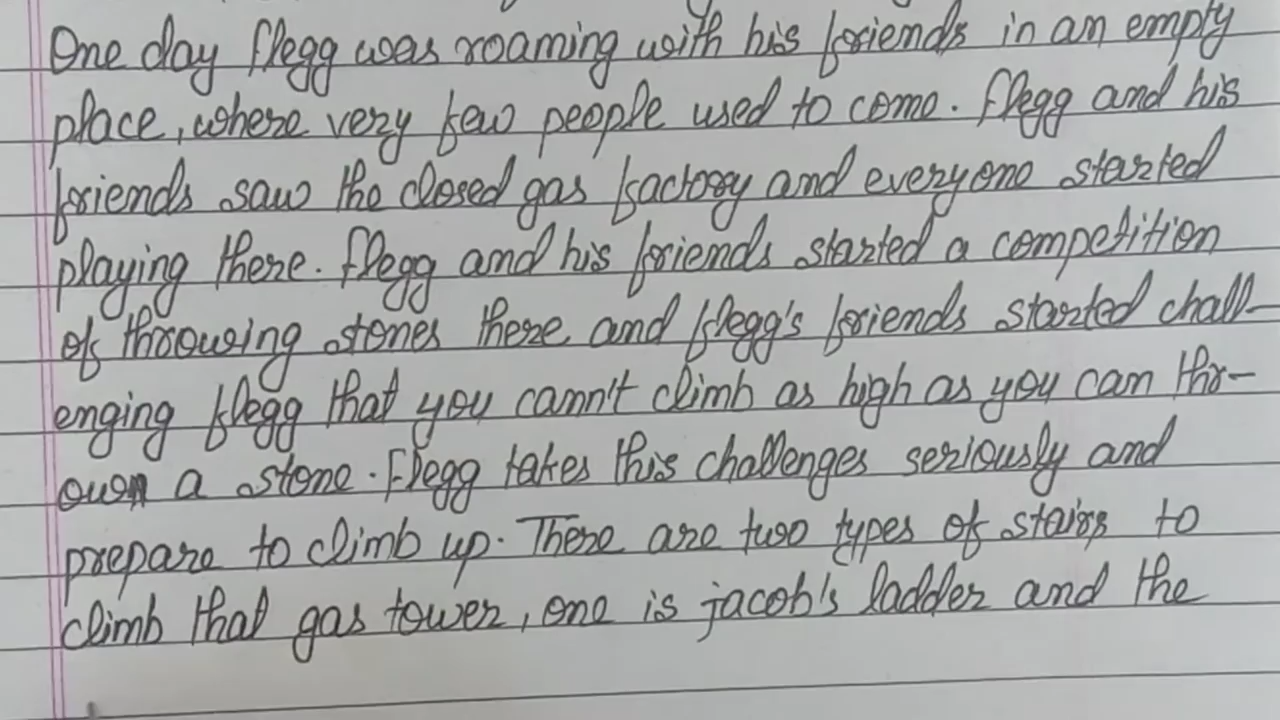 One day flegg was roaming with his friends in an empty
place, where very few people used to come. flegg and his
friends saw the closed gas factory and everyone started
playing there. flegg and his friends started a competition
of throwing stones there and flegg's friends started chall-
enging flegg that you cann't climb as high as you can thr-
own a stone. Flegg takes this challenges seriously and
prepare to climb up. There are two types of stairs to
climb that gas tower, one is jacob's ladder and the